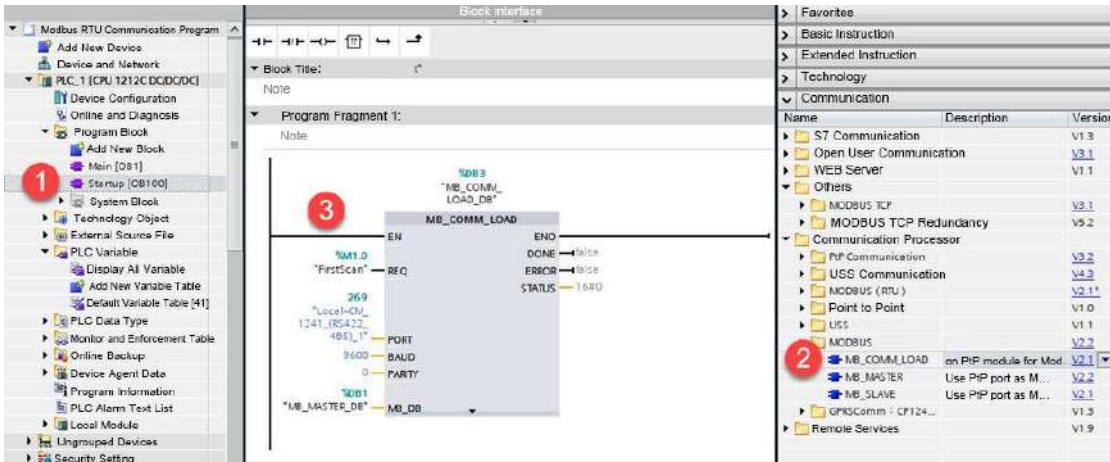 Modbus RTU Communication Program
Add New Device
Device and Network
PLC_1 [CPU 1212C DC/DC/DC]
Device Configuration
Online and Diagnosis
Program Block
Add New Block
Main [OB1]
1
Startup [OB100]
System Block
Technology Object
External Source File
PLC Variable
Display All Variable
Add New Variable Table
Default Variable Table [41]
PLC Data Type
Monitor and Enforcement Table
Online Backup
Device Agent Data
Program Information
PLC Alarm Text List
Local Module
Ungrouped Devices
Security Setting
Block interface
Block Title:
Note
Program Fragment 1:
Note
3
%DB3
"MB_COMM_
LOAD_DB"
MB_COMM_LOAD
EN
ENO
%M1.0
"FirstScan"
REQ
DONE
false
ERROR
false
STATUS
16#0
269
"Local~CM_
1241_(RS422_
485)_1"
PORT
9600
BAUD
0
PARITY
%DB1
"MB_MASTER_DB"
MB_DB
Favorites
Basic Instruction
Extended Instruction
Technology
Communication
Name Description Version
S7 Communication V1.3
Open User Communication V3.1
WEB Server V1.1
Others
MODBUS TCP V3.1
MODBUS TCP Redundancy V5.2
Communication Processor
PtP Communication V3.2
USS Communication V4.3
MODBUS (RTU) V2.1*
Point to Point V1.0
USS V1.1
MODBUS V2.2
2
MB_COMM_LOAD on PtP module for Mod... V2.1
MB_MASTER Use PtP port as M... V2.2
MB_SLAVE Use PtP port as M... V2.1
GPRSComm : CP124... V1.3
Remote Services V1.9